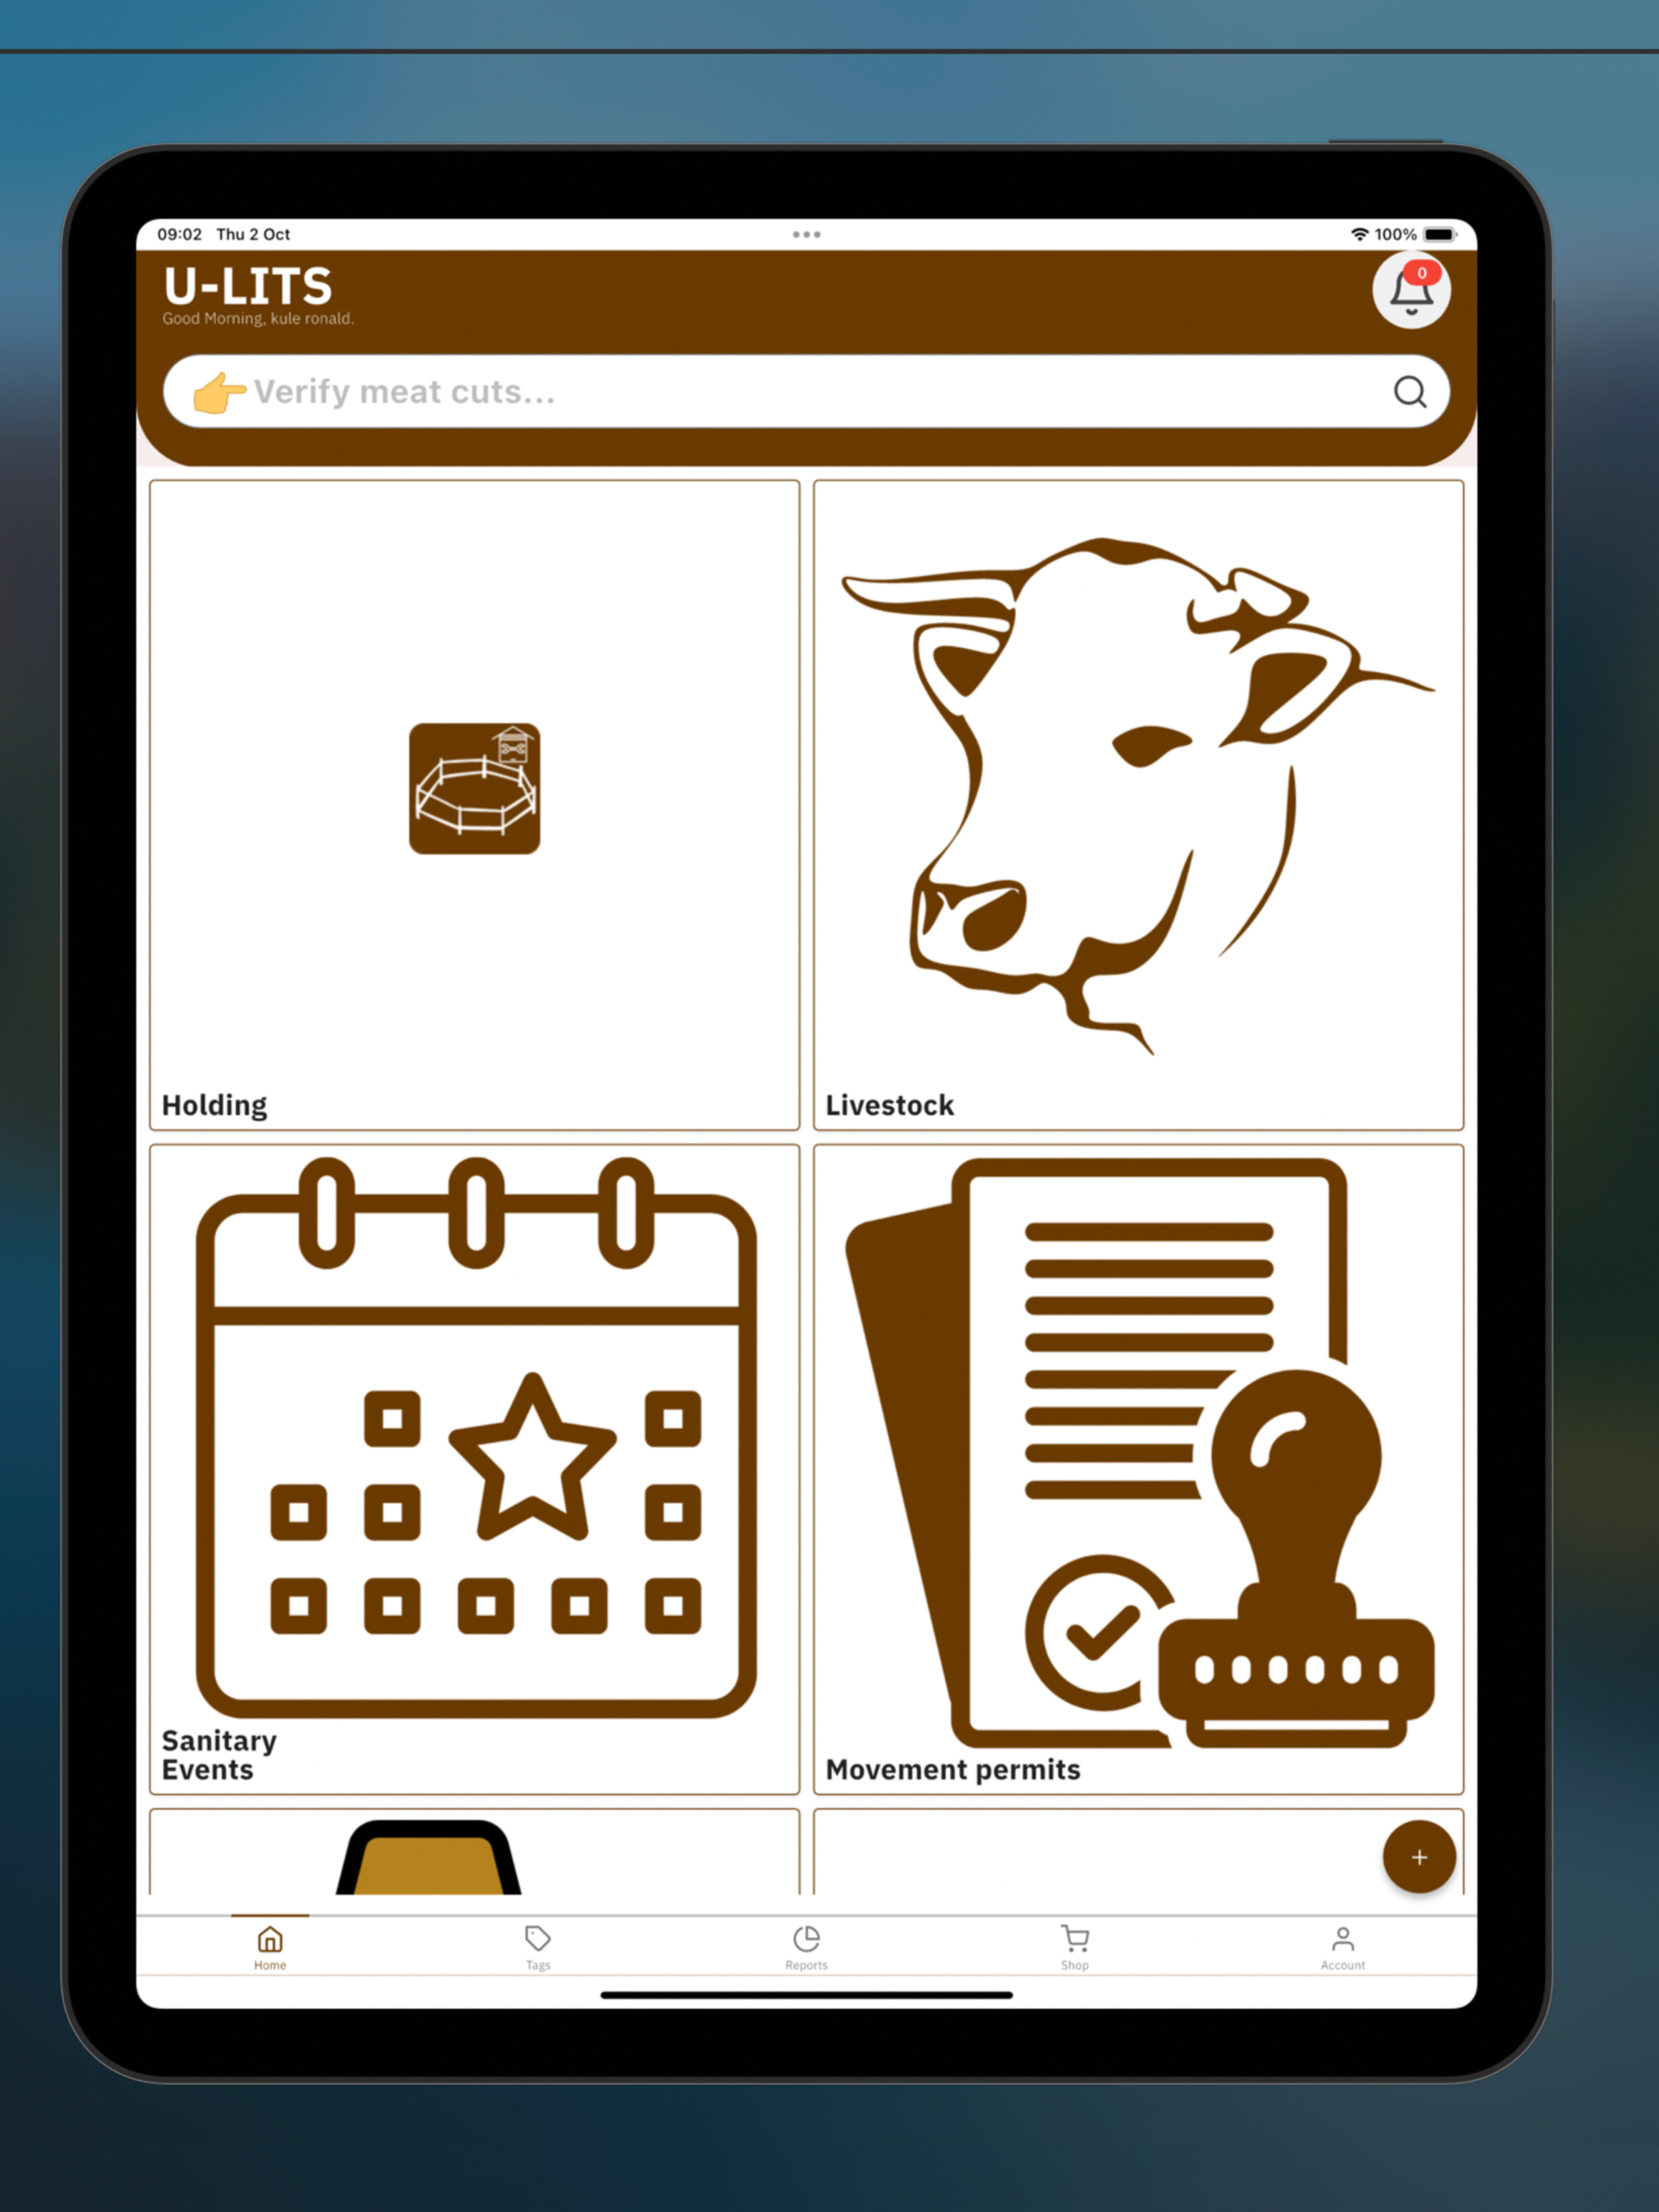 09:02 Thu 2 Oct
100%
U-LITS
0
Good Morning, kule ronald.
👉 Verify meat cuts...
Holding
Livestock
Sanitary
Events
Movement permits
+
Home
Tags
Reports
Shop
Account